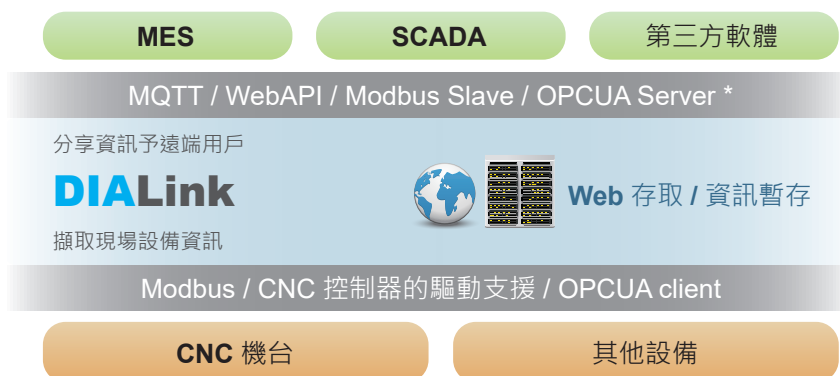 MES
SCADA
第三方軟體
MQTT / WebAPI / Modbus Slave / OPCUA Server *
分享資訊予遠端用戶
DIALink
Web 存取 / 資訊暫存
擷取現場設備資訊
Modbus / CNC 控制器的驅動支援 / OPCUA client
CNC 機台
其他設備